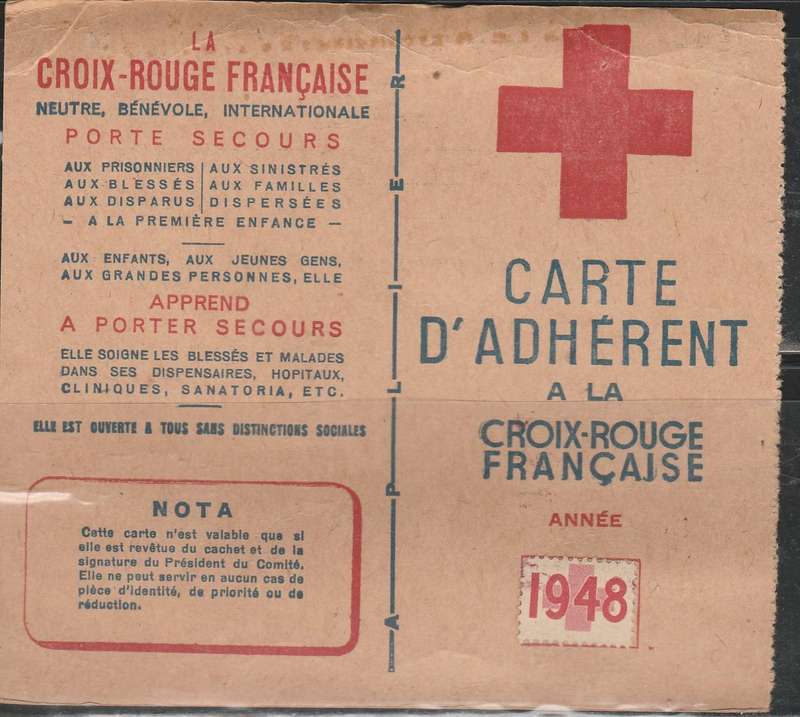 LA
CROIX-ROUGE FRANÇAISE
NEUTRE, BÉNÉVOLE, INTERNATIONALE
PORTE SECOURS
AUX PRISONNIERS | AUX SINISTRÉS
AUX BLESSÉS | AUX FAMILLES
AUX DISPARUS | DISPERSÉES
- A LA PREMIÈRE ENFANCE -
AUX ENFANTS, AUX JEUNES GENS,
AUX GRANDES PERSONNES, ELLE
APPREND
A PORTER SECOURS
ELLE SOIGNE LES BLESSÉS ET MALADES
DANS SES DISPENSAIRES, HOPITAUX,
CLINIQUES, SANATORIA, ETC.
ELLE EST OUVERTE A TOUS SANS DISTINCTIONS SOCIALES
NOTA
Cette carte n'est valable que si
elle est revêtue du cachet et de la
signature du Président du Comité.
Elle ne peut servir en aucun cas de
pièce d'identité, de priorité ou de
réduction.
A PLIER
CARTE
D'ADHÉRENT
A LA
CROIX-ROUGE
FRANÇAISE
ANNÉE
1948